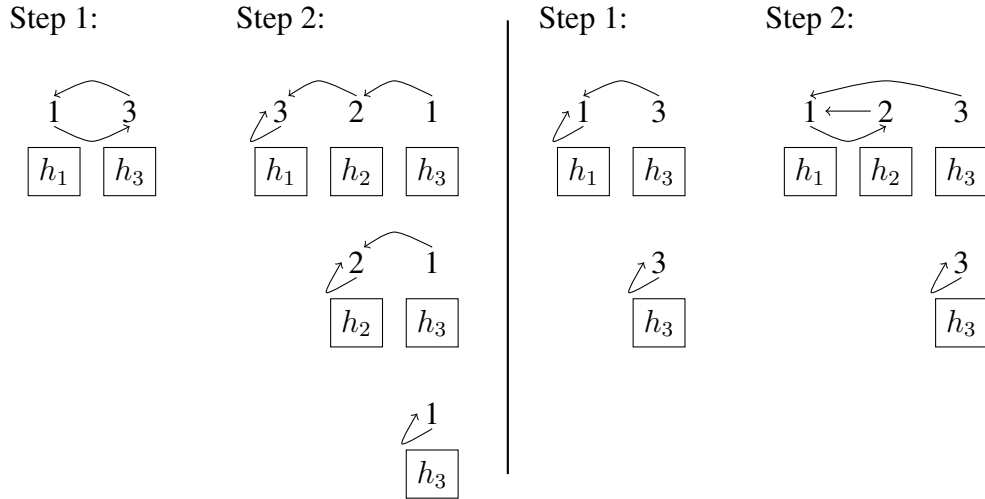 Step 1: Step 2: Step 1: Step 2:
1 3 3 2 1 1 3 1 2 3
h₁ h₃ h₁ h₂ h₃ h₁ h₃ h₁ h₂ h₃
2 1 3 3
h₂ h₃ h₃ h₃
1
h₃